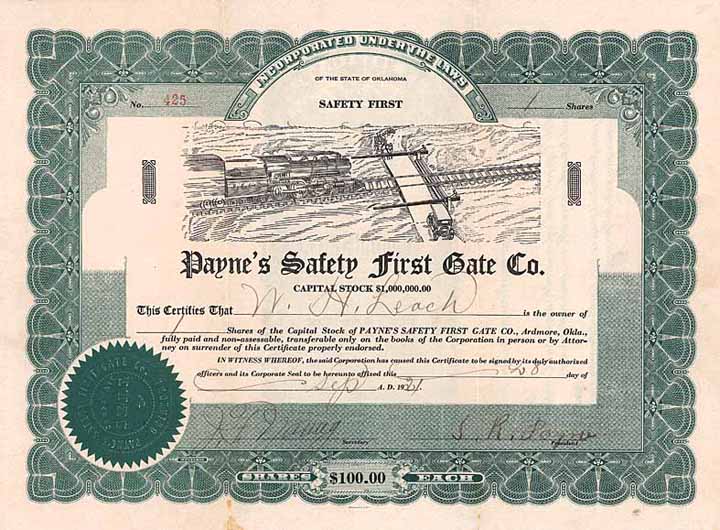 INCORPORATED UNDER THE LAWS
OF THE STATE OF OKLAHOMA
No. 425
SAFETY FIRST
1 Shares
Payne's Safety First Gate Co.
CAPITAL STOCK $1,000,000.00
This Certifies That W. H. Leach is the owner of
Shares of the Capital Stock of PAYNE'S SAFETY FIRST GATE CO., Ardmore, Okla.,
fully paid and non-assessable, transferable only on the books of the Corporation in person or by Attor-
ney on surrender of this Certificate properly endorsed.
IN WITNESS WHEREOF, the said Corporation has caused this Certificate to be signed by its duly authorized
officers and its Corporate Seal to be hereunto affixed this 28 day of
Sep A. D. 192
S. R. Payne
Secretary President
SHARES $100.00 EACH